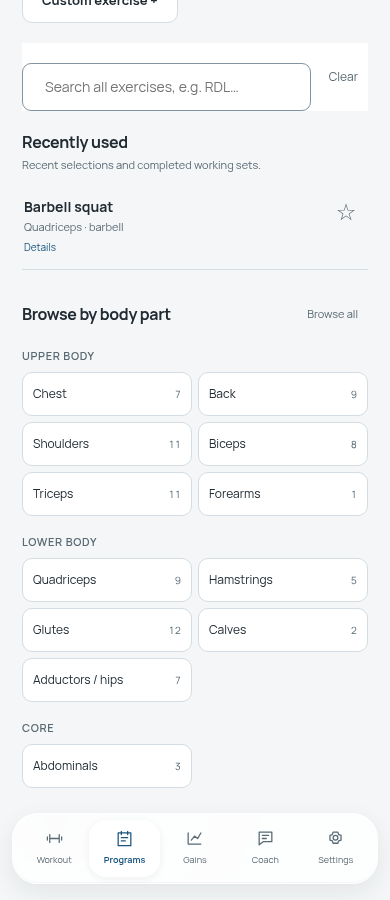 Custom exercise +
Search all exercises, e.g. RDL…
Clear
Recently used
Recent selections and completed working sets.
Barbell squat
Quadriceps · barbell
Details
Browse by body part
Browse all
UPPER BODY
Chest 7
Back 9
Shoulders 11
Biceps 8
Triceps 11
Forearms 1
LOWER BODY
Quadriceps 9
Hamstrings 5
Glutes 12
Calves 2
Adductors / hips 7
CORE
Abdominals 3
Workout
Programs
Gains
Coach
Settings